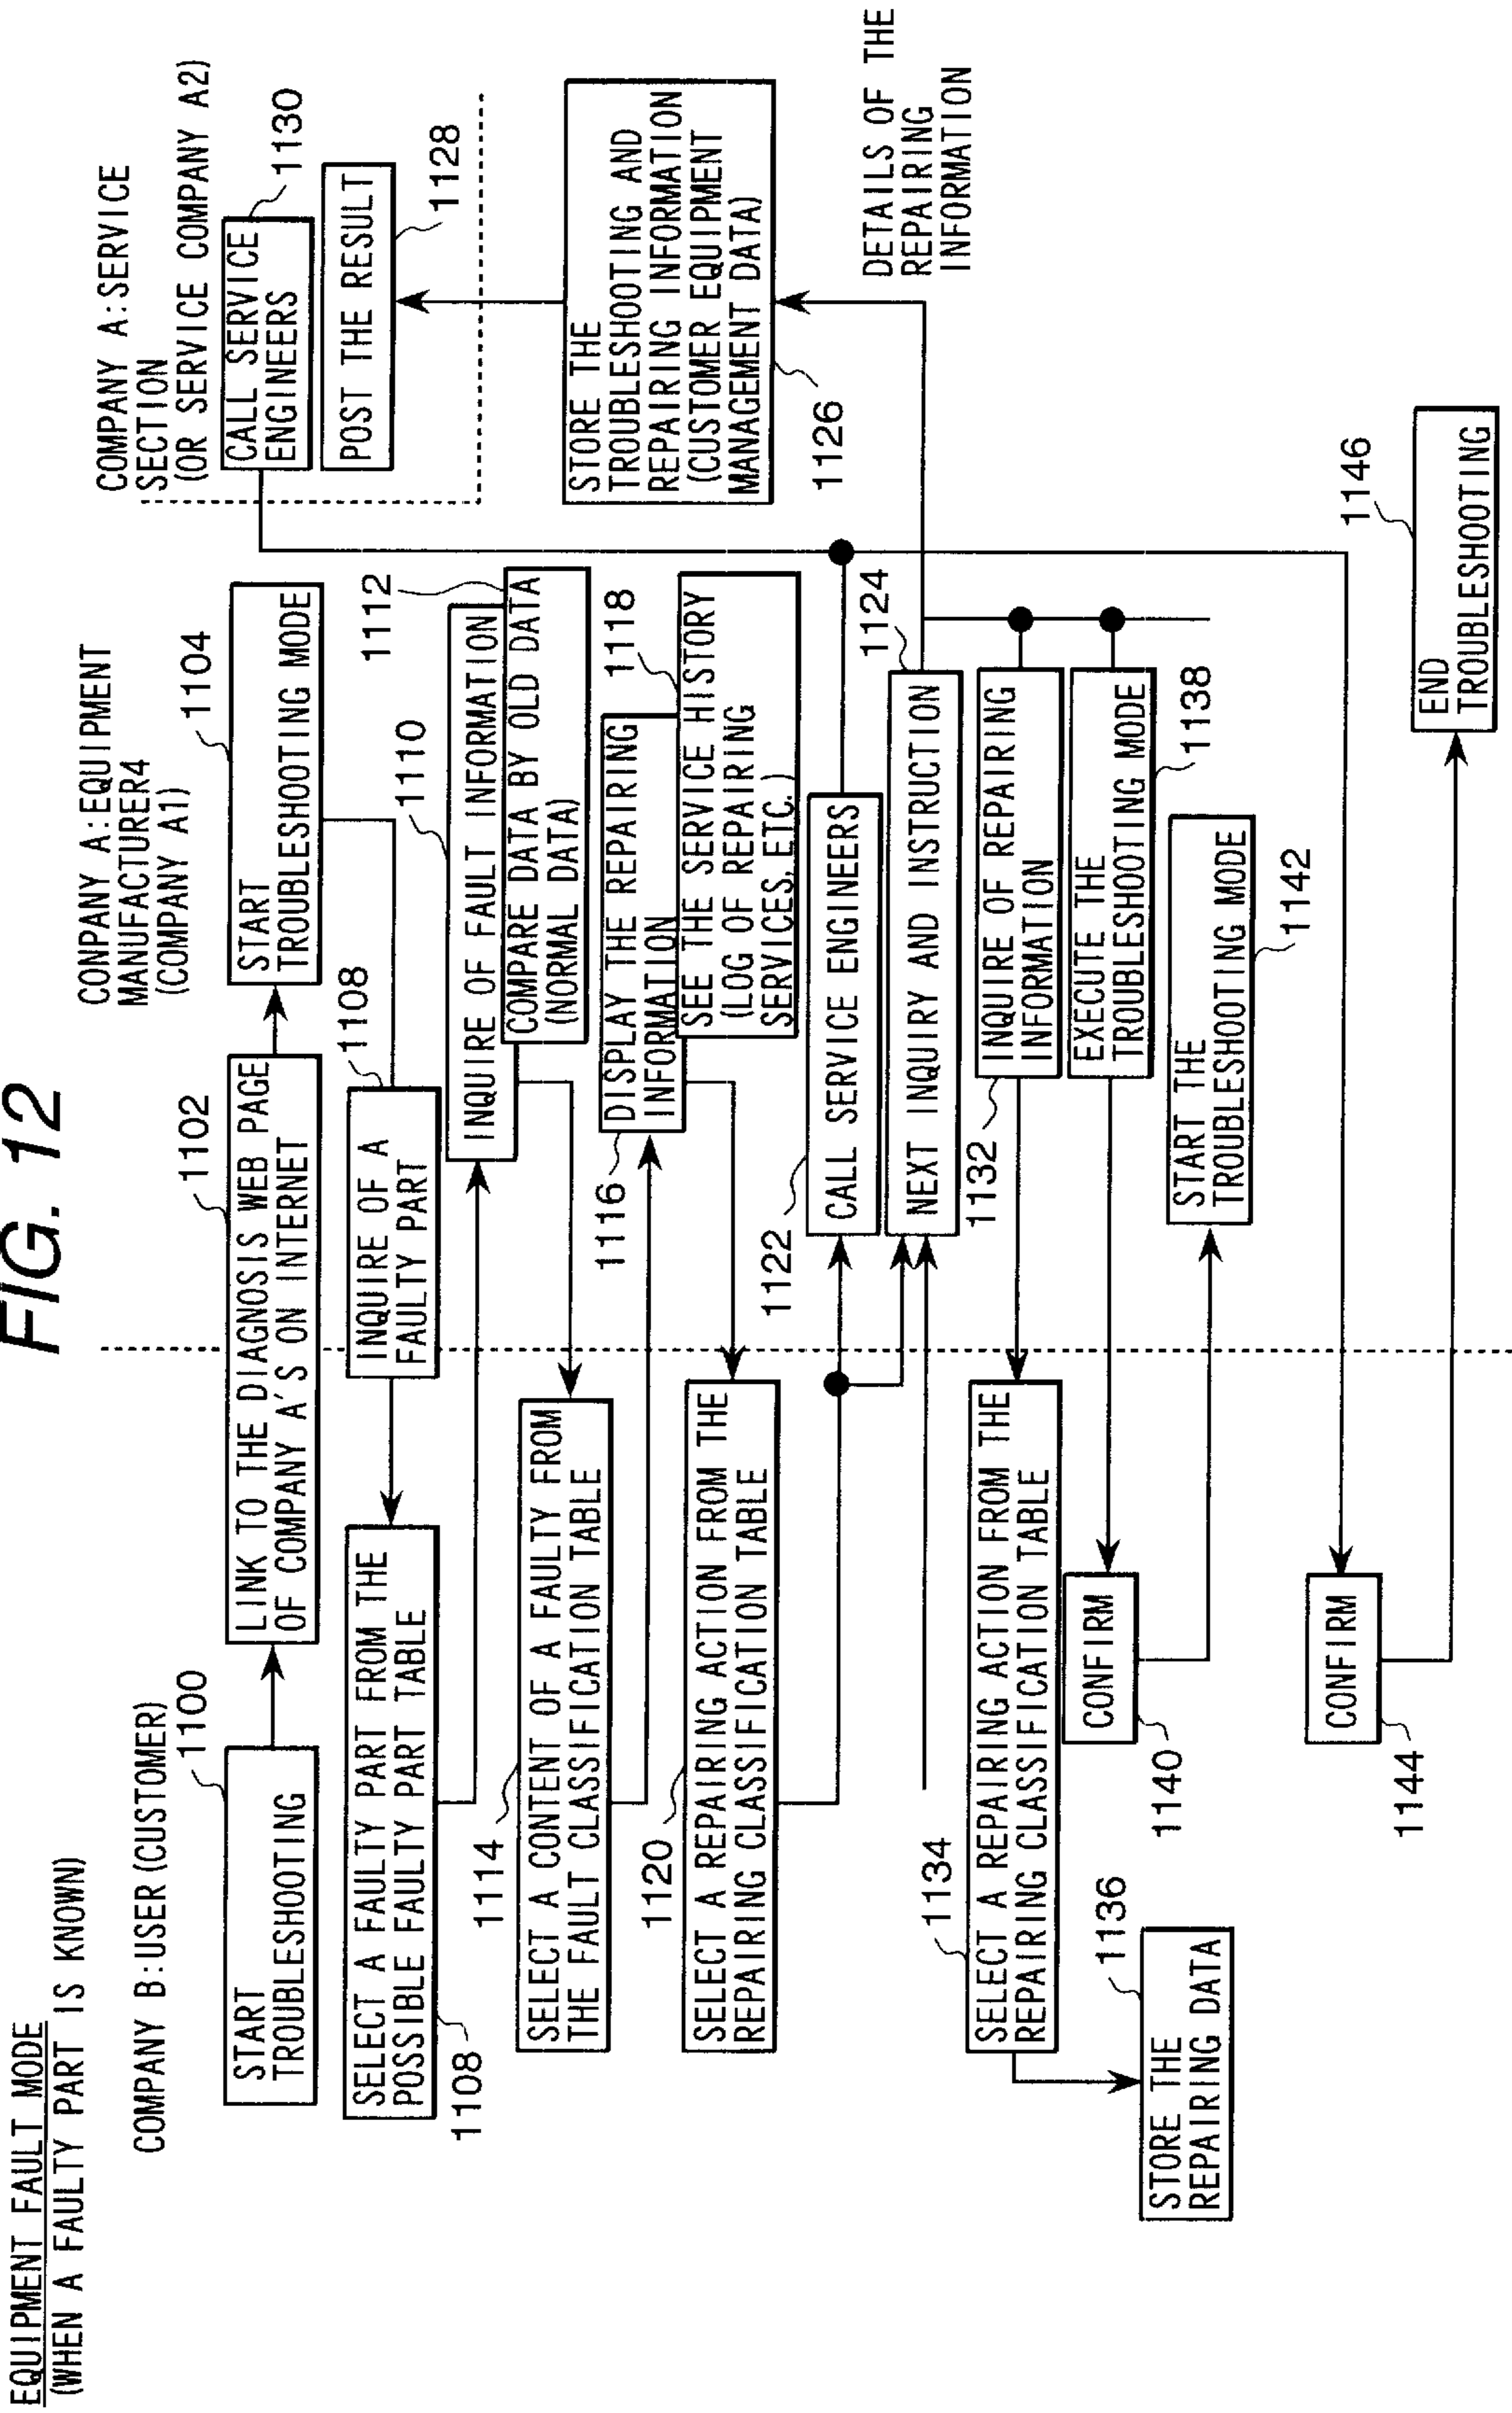 FIG. 12
EQUIPMENT FAULT MODE
(WHEN A FAULTY PART IS KNOWN)
COMPANY B:USER(CUSTOMER)
CONPANY A:EQUIPMENT
MANUFACTURER4
(COMPANY A1)
COMPANY A:SERVICE
SECTION
(OR SERVICE COMPANY A2)
1100
START
TROUBLESHOOTING
1102
LINK TO THE DIAGNOSIS WEB PAGE
OF COMPANY A'S ON INTERNET
1104
START
TROUBLESHOOTING MODE
1130
CALL SERVICE
ENGINEERS
POST THE RESULT
1128
1108
INQUIRE OF A
FAULTY PART
SELECT A FAULTY PART FROM THE
POSSIBLE FAULTY PART TABLE
1108
1110
INQUIRE OF FAULT INFORMATION
1112
COMPARE DATA BY OLD DATA
(NORMAL DATA)
1114
SELECT A CONTENT OF A FAULTY FROM
THE FAULT CLASSIFICATION TABLE
1116
DISPLAY THE REPAIRING
INFORMATION
1118
SEE THE SERVICE HISTORY
(LOG OF REPAIRING
SERVICES, ETC.)
STORE THE
TROUBLESHOOTING AND
REPAIRING INFORMATION
(CUSTOMER EQUIPMENT
MANAGEMENT DATA)
1126
1120
SELECT A REPAIRING ACTION FROM THE
REPAIRING CLASSIFICATION TABLE
1122
CALL SERVICE ENGINEERS
1124
NEXT INQUIRY AND INSTRUCTION
DETAILS OF THE
REPAIRING
INFORMATION
1132
INQUIRE OF REPAIRING
INFORMATION
1134
SELECT A REPAIRING ACTION FROM THE
REPAIRING CLASSIFICATION TABLE
1136
STORE THE
REPAIRING DATA
EXECUTE THE
TROUBLESHOOTING MODE
1138
CONFIRM
1140
START THE
TROUBLESHOOTING MODE
1142
CONFIRM
1144
1146
END
TROUBLESHOOTING